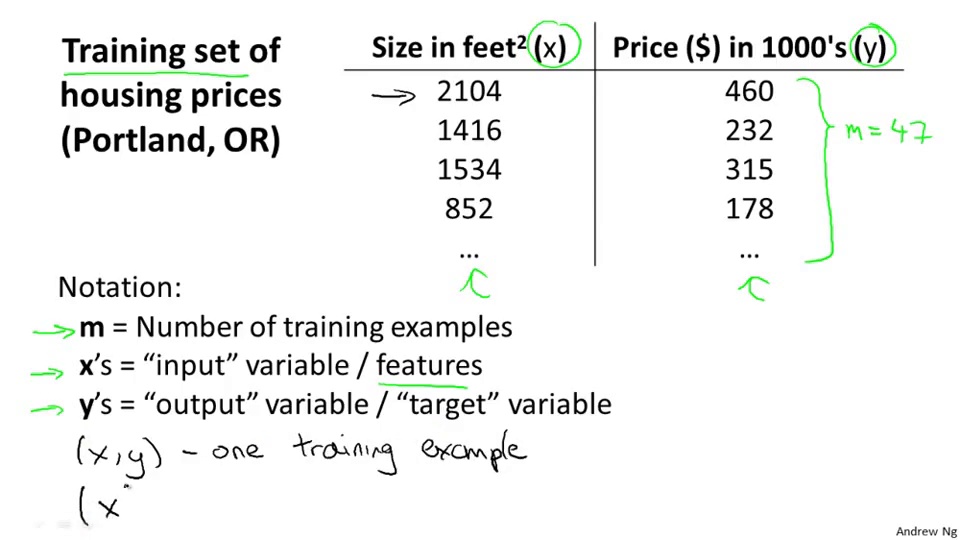 Training set of
housing prices
(Portland, OR)
Size in feet² (x) Price ($) in 1000's (y)
2104 460
1416 232
1534 315
852 178
... ...
m = 47
Notation:
m = Number of training examples
x's = “input” variable / features
y's = “output” variable / “target” variable
(x, y) - one training example
(x
Andrew Ng